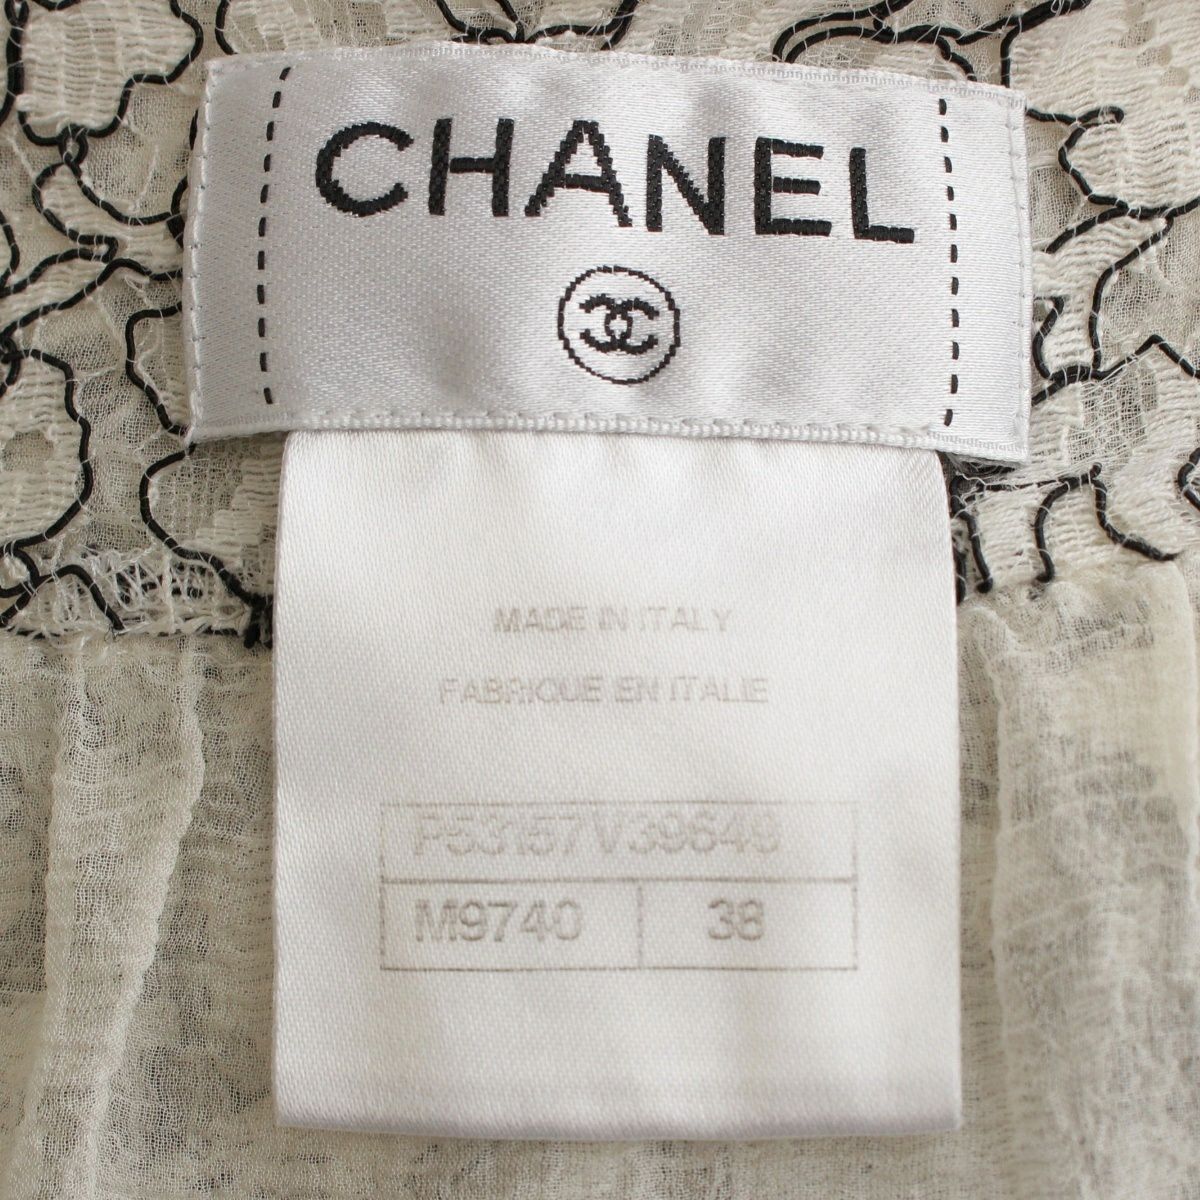 CHANEL
MADE IN ITALY
FABRIQUE EN ITALIE
P53157V39649
M9740 38